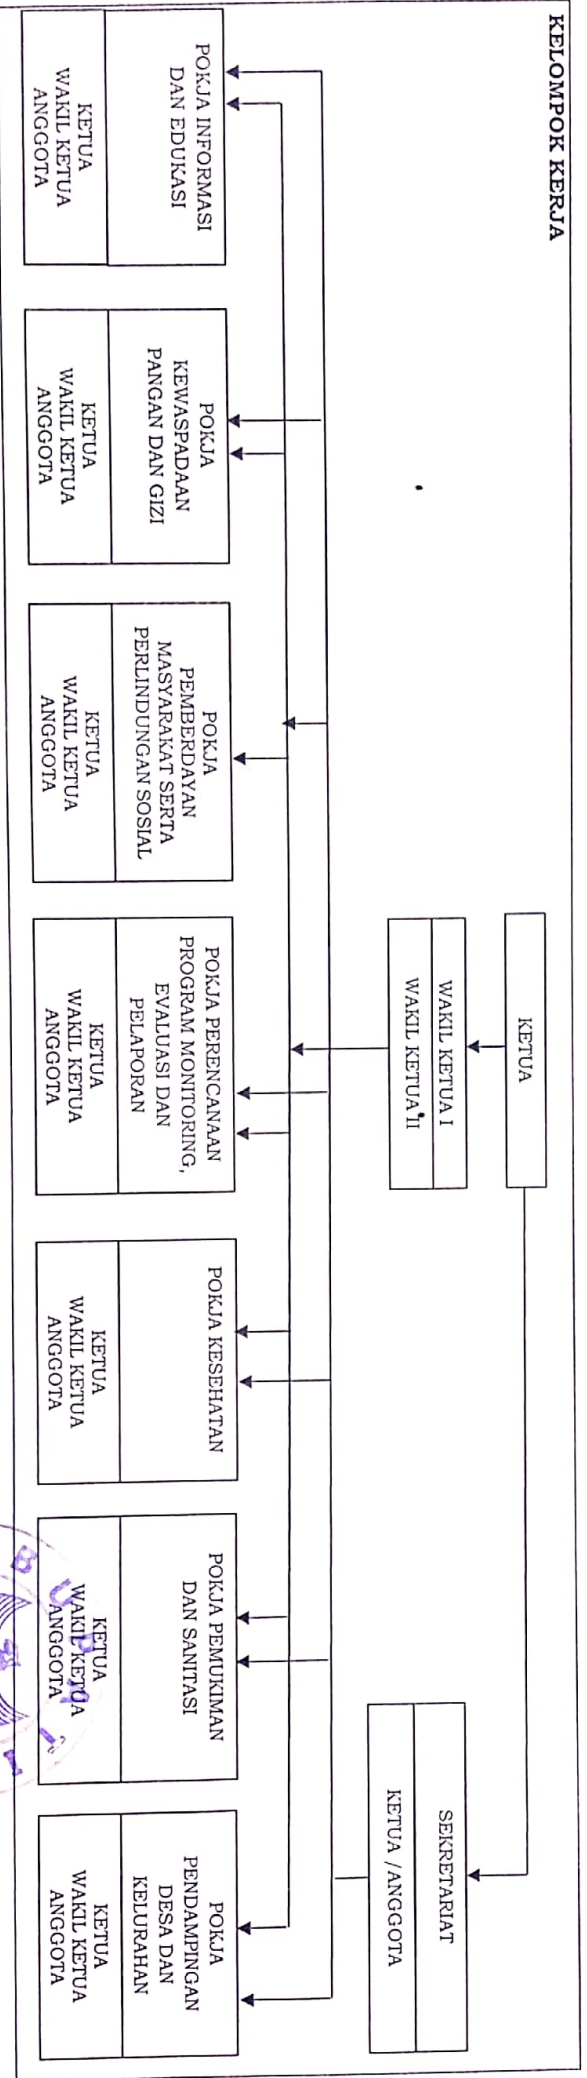 KELOMPOK KERJA
KETUA
WAKIL KETUA I
WAKIL KETUA II
SEKRETARIAT
KETUA /ANGGOTA
POKJA INFORMASI
DAN EDUKASI
KETUA
WAKIL KETUA
ANGGOTA
POKJA
KEWASPADAAN
PANGAN DAN GIZI
KETUA
WAKIL KETUA
ANGGOTA
POKJA
PEMBERDAYAN
MASYARAKAT SERTA
PERLINDUNGAN SOSIAL
KETUA
WAKIL KETUA
ANGGOTA
POKJA PERENCANAAN
PROGRAM MONITORING,
EVALUASI DAN
PELAPORAN
KETUA
WAKIL KETUA
ANGGOTA
POKJA KESEHATAN
KETUA
WAKIL KETUA
ANGGOTA
POKJA PEMUKIMAN
DAN SANITASI
KETUA
WAKIL KETUA
ANGGOTA
POKJA
PENDAMPINGAN
DESA DAN
KELURAHAN
KETUA
WAKIL KETUA
ANGGOTA